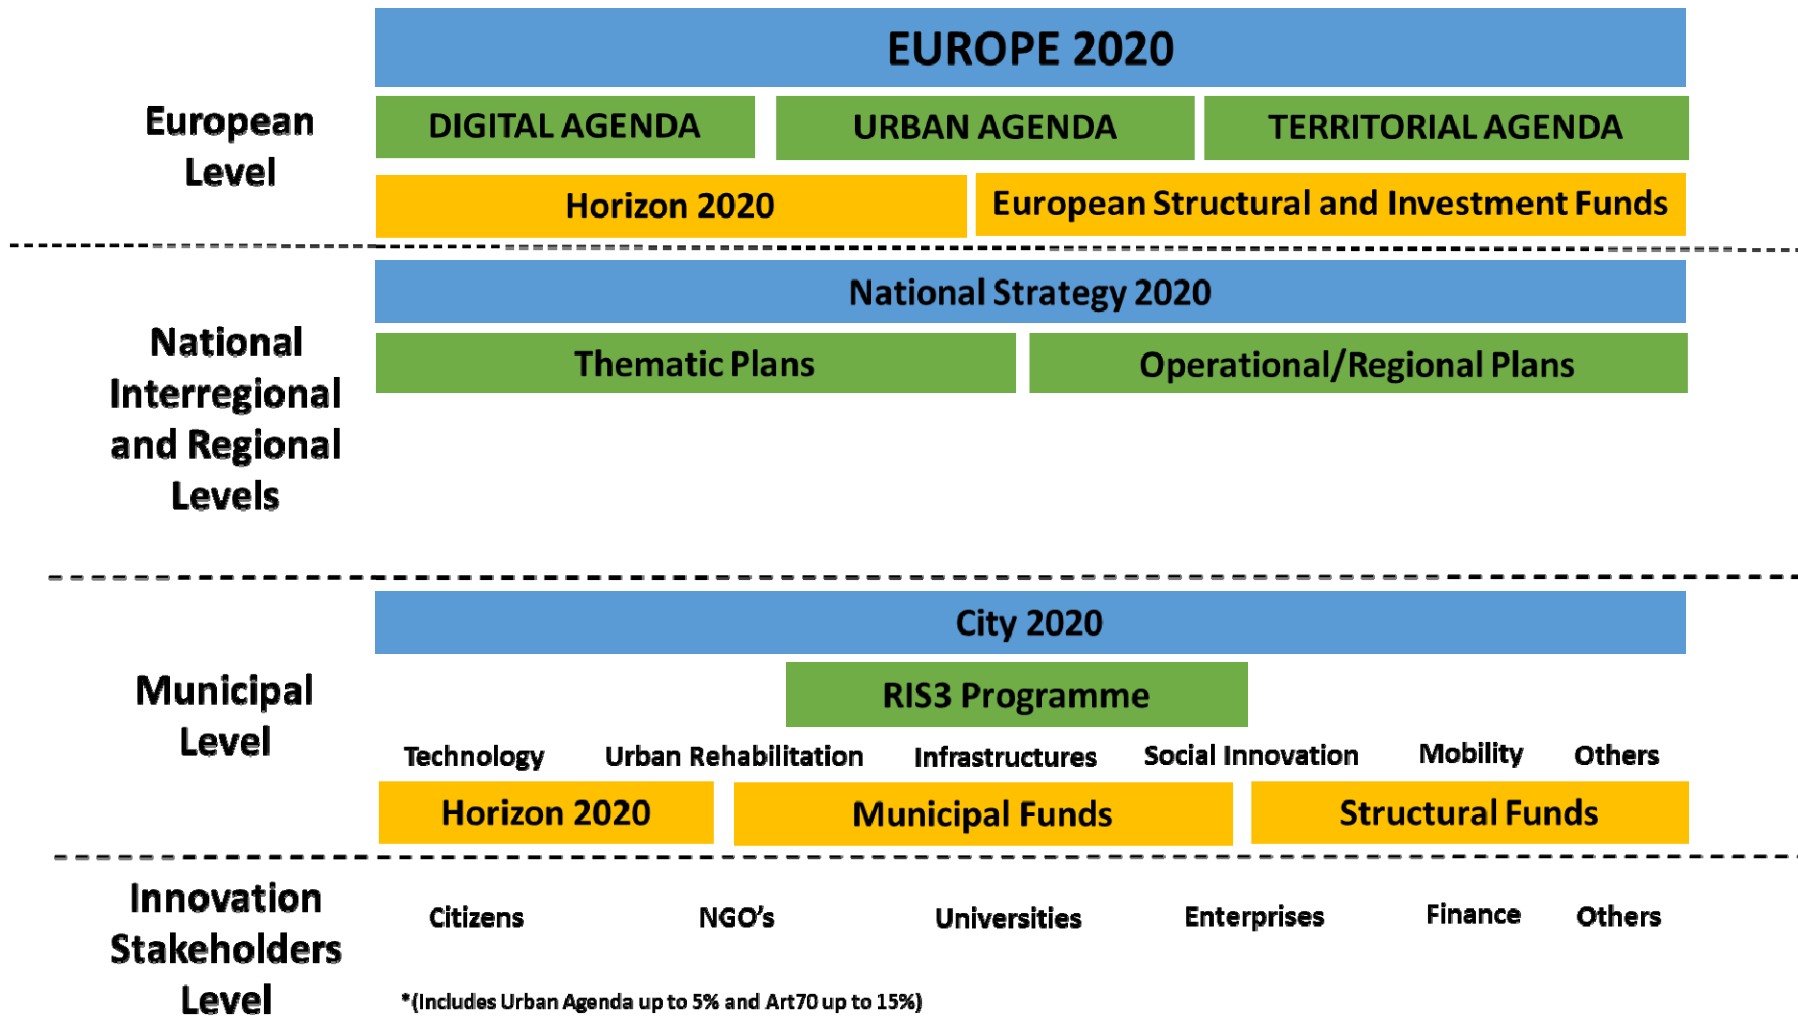 EUROPE 2020
European
Level
DIGITAL AGENDA
URBAN AGENDA
TERRITORIAL AGENDA
Horizon 2020
European Structural and Investment Funds
National
Interregional
and Regional
Levels
National Strategy 2020
Thematic Plans
Operational/Regional Plans
Municipal
Level
City 2020
RIS3 Programme
Technology
Urban Rehabilitation
Infrastructures
Social Innovation
Mobility
Others
Horizon 2020
Municipal Funds
Structural Funds
Innovation
Stakeholders
Level
Citizens
NGO's
Universities
Enterprises
Finance
Others
*(Includes Urban Agenda up to 5% and Art70 up to 15%)